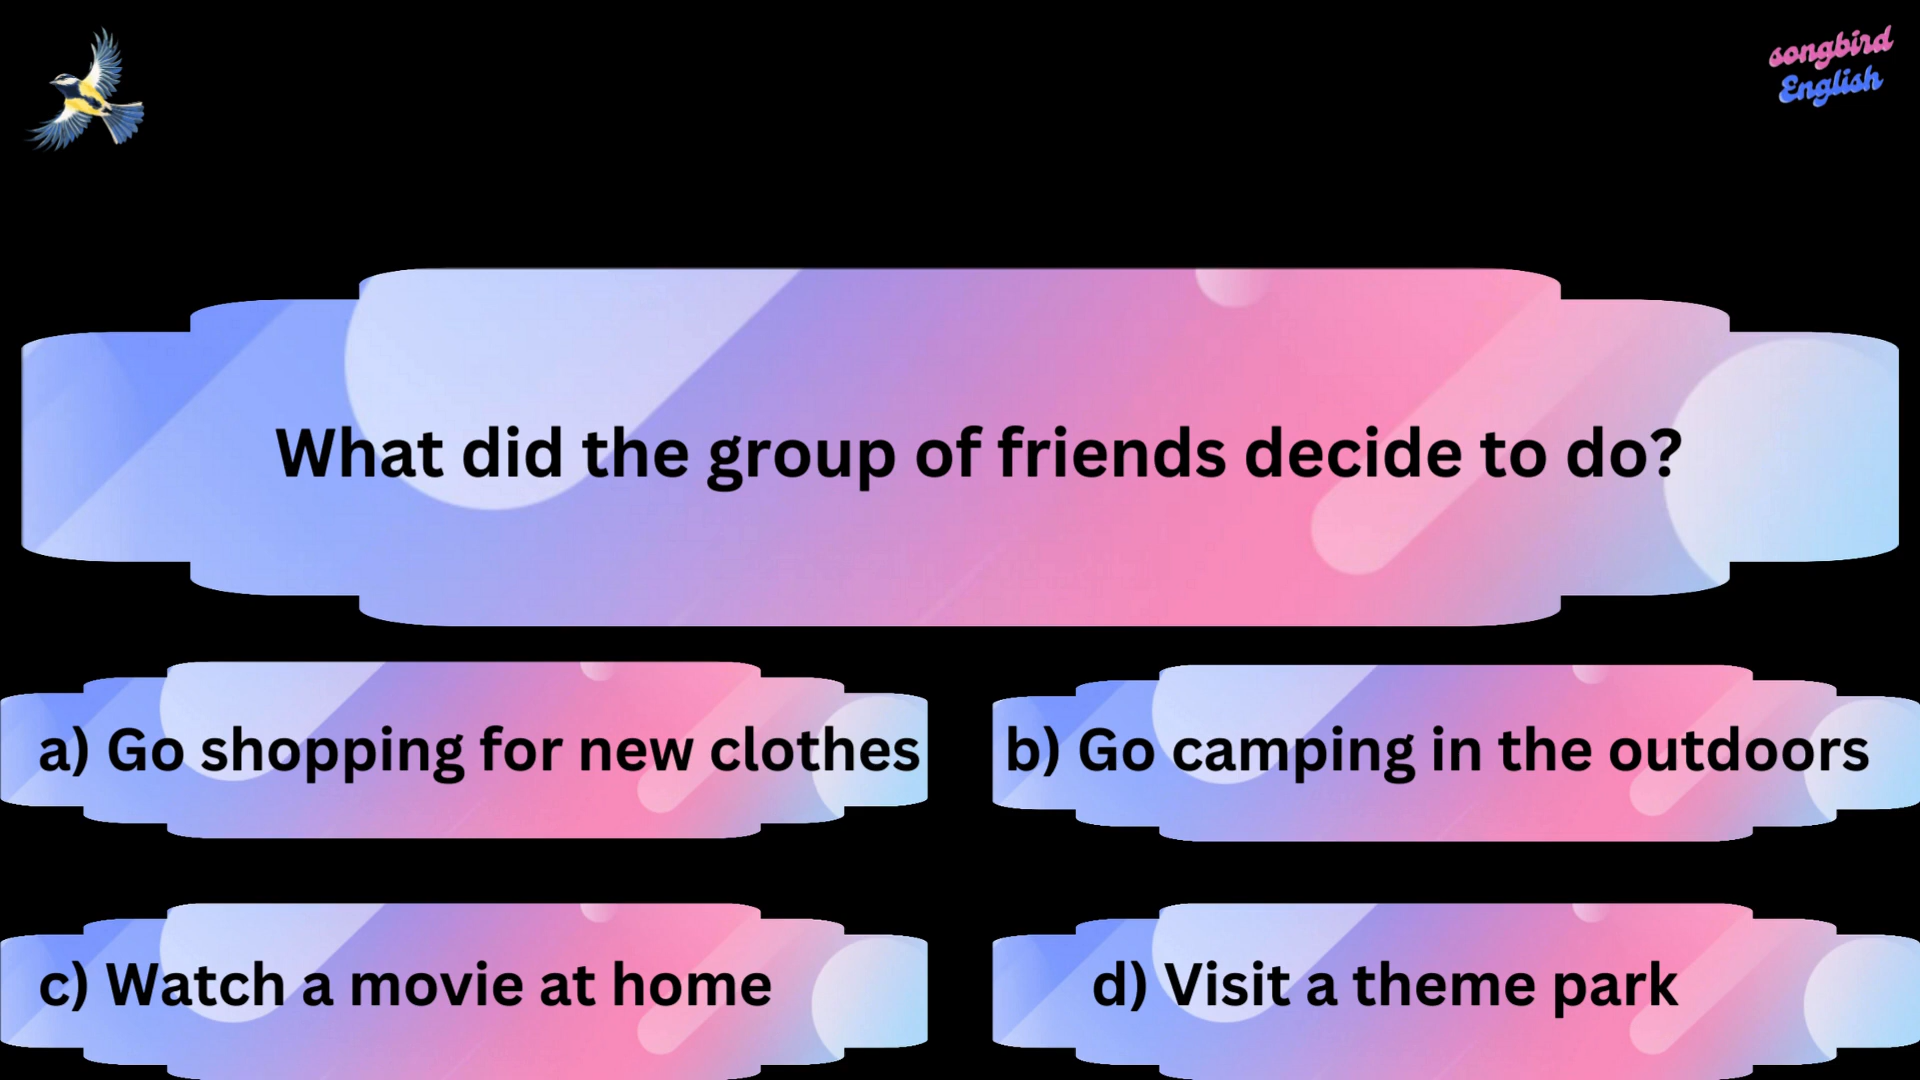 songbird
English
What did the group of friends decide to do?
a) Go shopping for new clothes
b) Go camping in the outdoors
c) Watch a movie at home
d) Visit a theme park